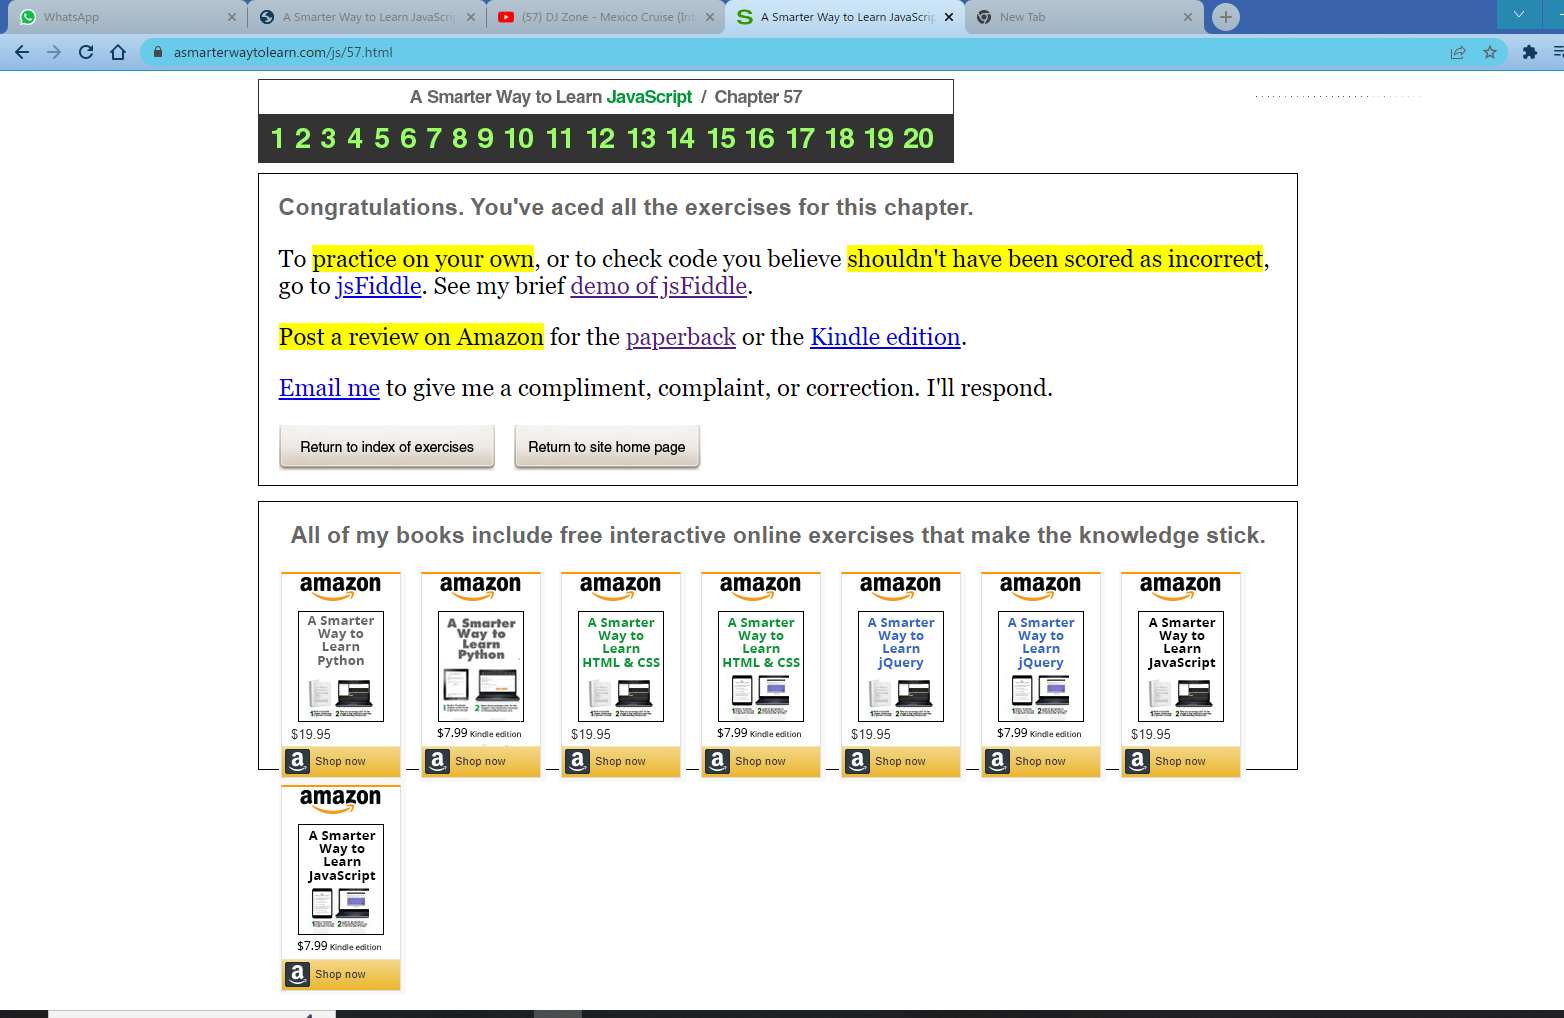 WhatsApp
A Smarter Way to Learn JavaScrip
(57) DJ Zone - Mexico Cruise (Int
A Smarter Way to Learn JavaScrip
New Tab
asmarterwaytolearn.com/js/57.html
A Smarter Way to Learn JavaScript / Chapter 57
1 2 3 4 5 6 7 8 9 10 11 12 13 14 15 16 17 18 19 20
Congratulations. You've aced all the exercises for this chapter.
To practice on your own, or to check code you believe shouldn't have been scored as incorrect,
go to jsFiddle. See my brief demo of jsFiddle.
Post a review on Amazon for the paperback or the Kindle edition.
Email me to give me a compliment, complaint, or correction. I'll respond.
Return to index of exercises
Return to site home page
All of my books include free interactive online exercises that make the knowledge stick.
amazon
A Smarter
Way to
Learn
Python
$19.95
a Shop now
amazon
A Smarter
Way to
Learn
Python
$7.99 Kindle edition
a Shop now
amazon
A Smarter
Way to
Learn
HTML & CSS
$19.95
a Shop now
amazon
A Smarter
Way to
Learn
HTML & CSS
$7.99 Kindle edition
a Shop now
amazon
A Smarter
Way to
Learn
jQuery
$19.95
a Shop now
amazon
A Smarter
Way to
Learn
jQuery
$7.99 Kindle edition
a Shop now
amazon
A Smarter
Way to
Learn
JavaScript
$19.95
a Shop now
amazon
A Smarter
Way to
Learn
JavaScript
$7.99 Kindle edition
a Shop now